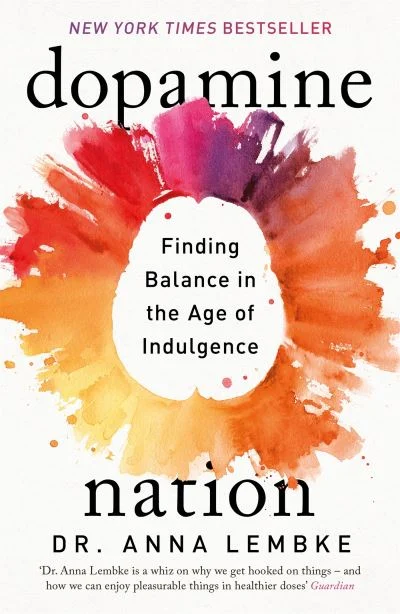 NEW YORK TIMES BESTSELLER
dopamine
Finding
Balance in
the Age of
Indulgence
nation
DR. ANNA LEMBKE
‘Dr. Anna Lembke is a whiz on why we get hooked on things – and
how we can enjoy pleasurable things in healthier doses’ Guardian